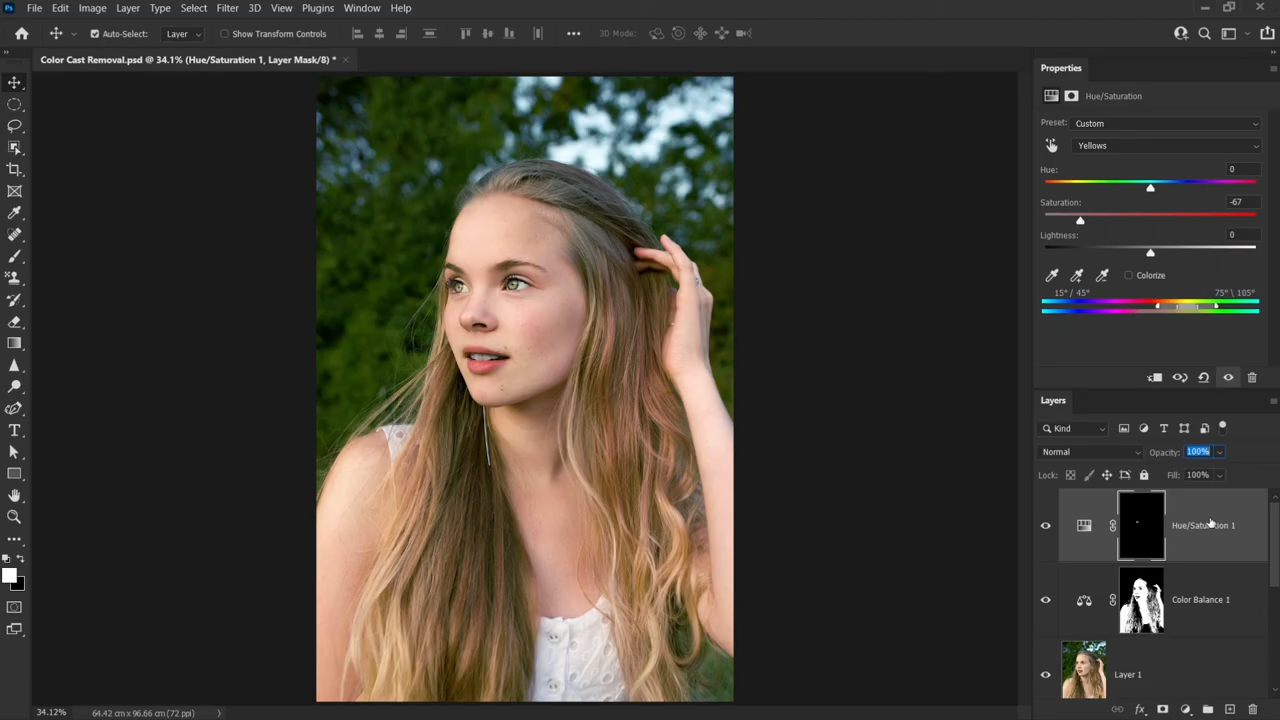 Ps File Edit Image Layer Type Select Filter 3D View Plugins Window Help
Auto-Select: Layer Show Transform Controls 3D Mode:
Color Cast Removal.psd @ 34.1% (Hue/Saturation 1, Layer Mask/8) * ×
Properties
Hue/Saturation
Preset: Custom
Yellows
Hue: 0
Saturation: -67
Lightness: 0
Colorize
15° / 45° 75° \ 105°
Layers
Kind
Normal Opacity: 100%
Lock: Fill: 100%
Hue/Saturation 1
Color Balance 1
Layer 1
34.12% 64.42 cm x 96.66 cm (72 ppi)